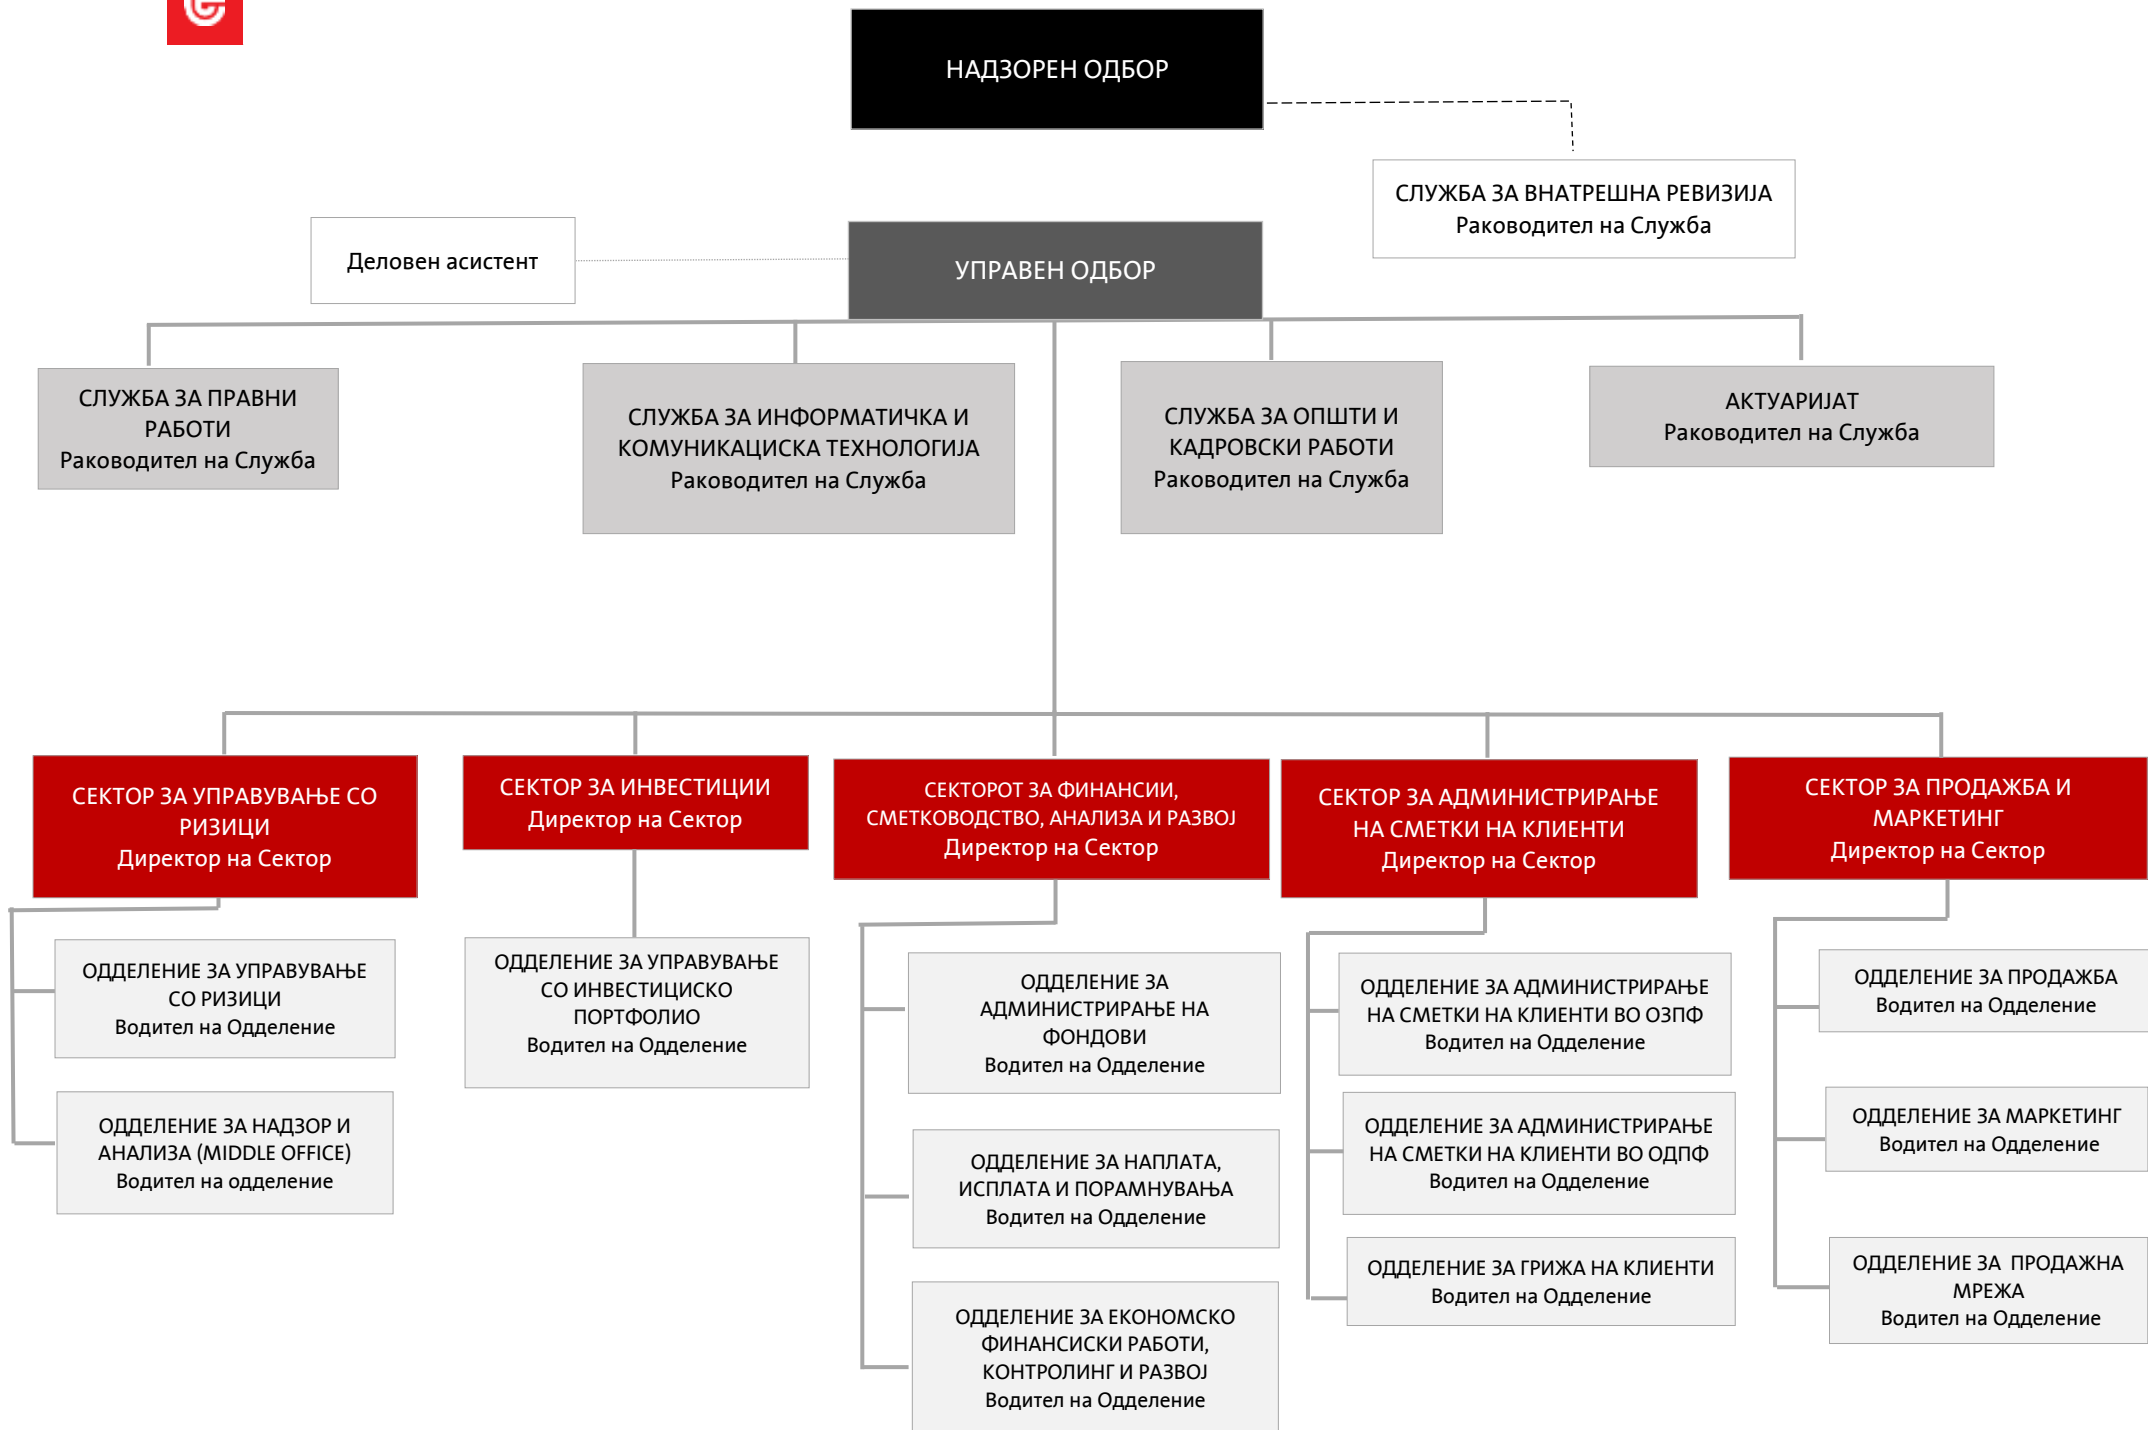 НАДЗОРЕН ОДБОР
СЛУЖБА ЗА ВНАТРЕШНА РЕВИЗИЈА
Раководител на Служба
Деловен асистент
УПРАВЕН ОДБОР
СЛУЖБА ЗА ПРАВНИ
РАБОТИ
Раководител на Служба
СЛУЖБА ЗА ИНФОРМАТИЧКА И
КОМУНИКАЦИСКА ТЕХНОЛОГИЈА
Раководител на Служба
СЛУЖБА ЗА ОПШТИ И
КАДРОВСКИ РАБОТИ
Раководител на Служба
АКТУАРИЈАТ
Раководител на Служба
СЕКТОР ЗА УПРАВУВАЊЕ СО
РИЗИЦИ
Директор на Сектор
СЕКТОР ЗА ИНВЕСТИЦИИ
Директор на Сектор
СЕКТОРОТ ЗА ФИНАНСИИ,
СМЕТКОВОДСТВО, АНАЛИЗА И РАЗВОЈ
Директор на Сектор
СЕКТОР ЗА АДМИНИСТРИРАЊЕ
НА СМЕТКИ НА КЛИЕНТИ
Директор на Сектор
СЕКТОР ЗА ПРОДАЖБА И
МАРКЕТИНГ
Директор на Сектор
ОДДЕЛЕНИЕ ЗА УПРАВУВАЊЕ
СО РИЗИЦИ
Водител на Одделение
ОДДЕЛЕНИЕ ЗА НАДЗОР И
АНАЛИЗА (MIDDLE OFFICE)
Водител на одделение
ОДДЕЛЕНИЕ ЗА УПРАВУВАЊЕ
СО ИНВЕСТИЦИСКО
ПОРТФОЛИО
Водител на Одделение
ОДДЕЛЕНИЕ ЗА
АДМИНИСТРИРАЊЕ НА
ФОНДОВИ
Водител на Одделение
ОДДЕЛЕНИЕ ЗА НАПЛАТА,
ИСПЛАТА И ПОРАМНУВАЊА
Водител на Одделение
ОДДЕЛЕНИЕ ЗА ЕКОНОМСКО
ФИНАНСИСКИ РАБОТИ,
КОНТРОЛИНГ И РАЗВОЈ
Водител на Одделение
ОДДЕЛЕНИЕ ЗА АДМИНИСТРИРАЊЕ
НА СМЕТКИ НА КЛИЕНТИ ВО ОЗПФ
Водител на Одделение
ОДДЕЛЕНИЕ ЗА АДМИНИСТРИРАЊЕ
НА СМЕТКИ НА КЛИЕНТИ ВО ОДПФ
Водител на Одделение
ОДДЕЛЕНИЕ ЗА ГРИЖА НА КЛИЕНТИ
Водител на Одделение
ОДДЕЛЕНИЕ ЗА ПРОДАЖБА
Водител на Одделение
ОДДЕЛЕНИЕ ЗА МАРКЕТИНГ
Водител на Одделение
ОДДЕЛЕНИЕ ЗА  ПРОДАЖНА
МРЕЖА
Водител на Одделение